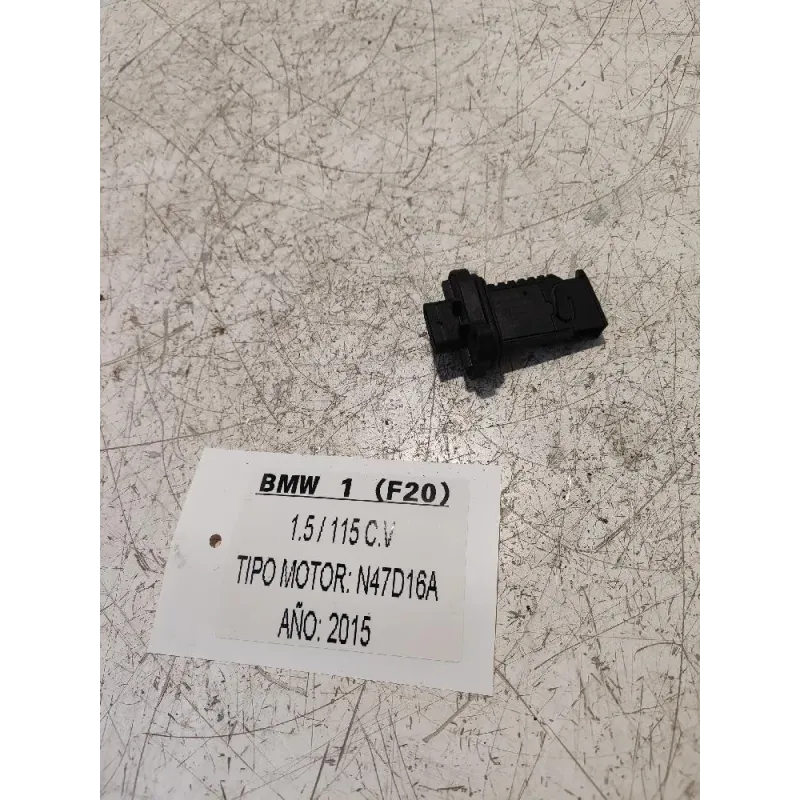 BMW 1 (F20)
1.5 / 115 C.V
TIPO MOTOR: N47D16A
AÑO: 2015